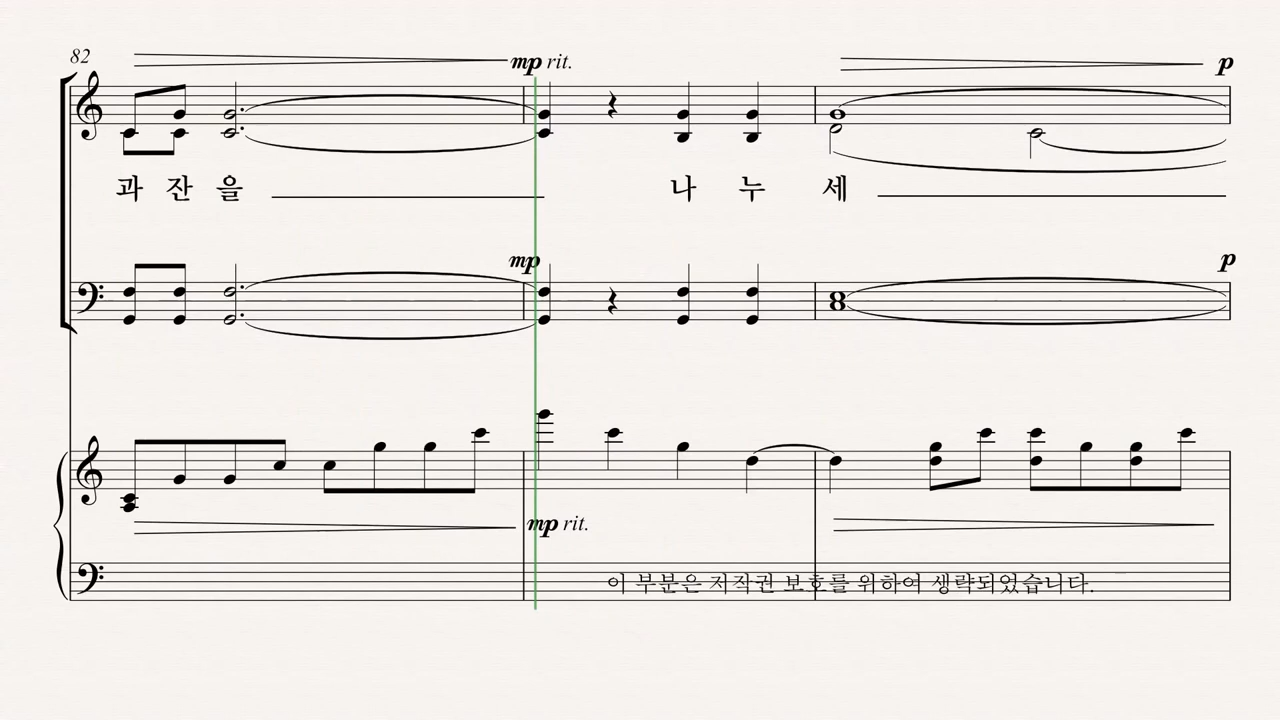 82
mp rit. p
과 잔 을 나 누 세
mp p
mp rit.
이 부분은 저작권 보호를 위하여 생략되었습니다.